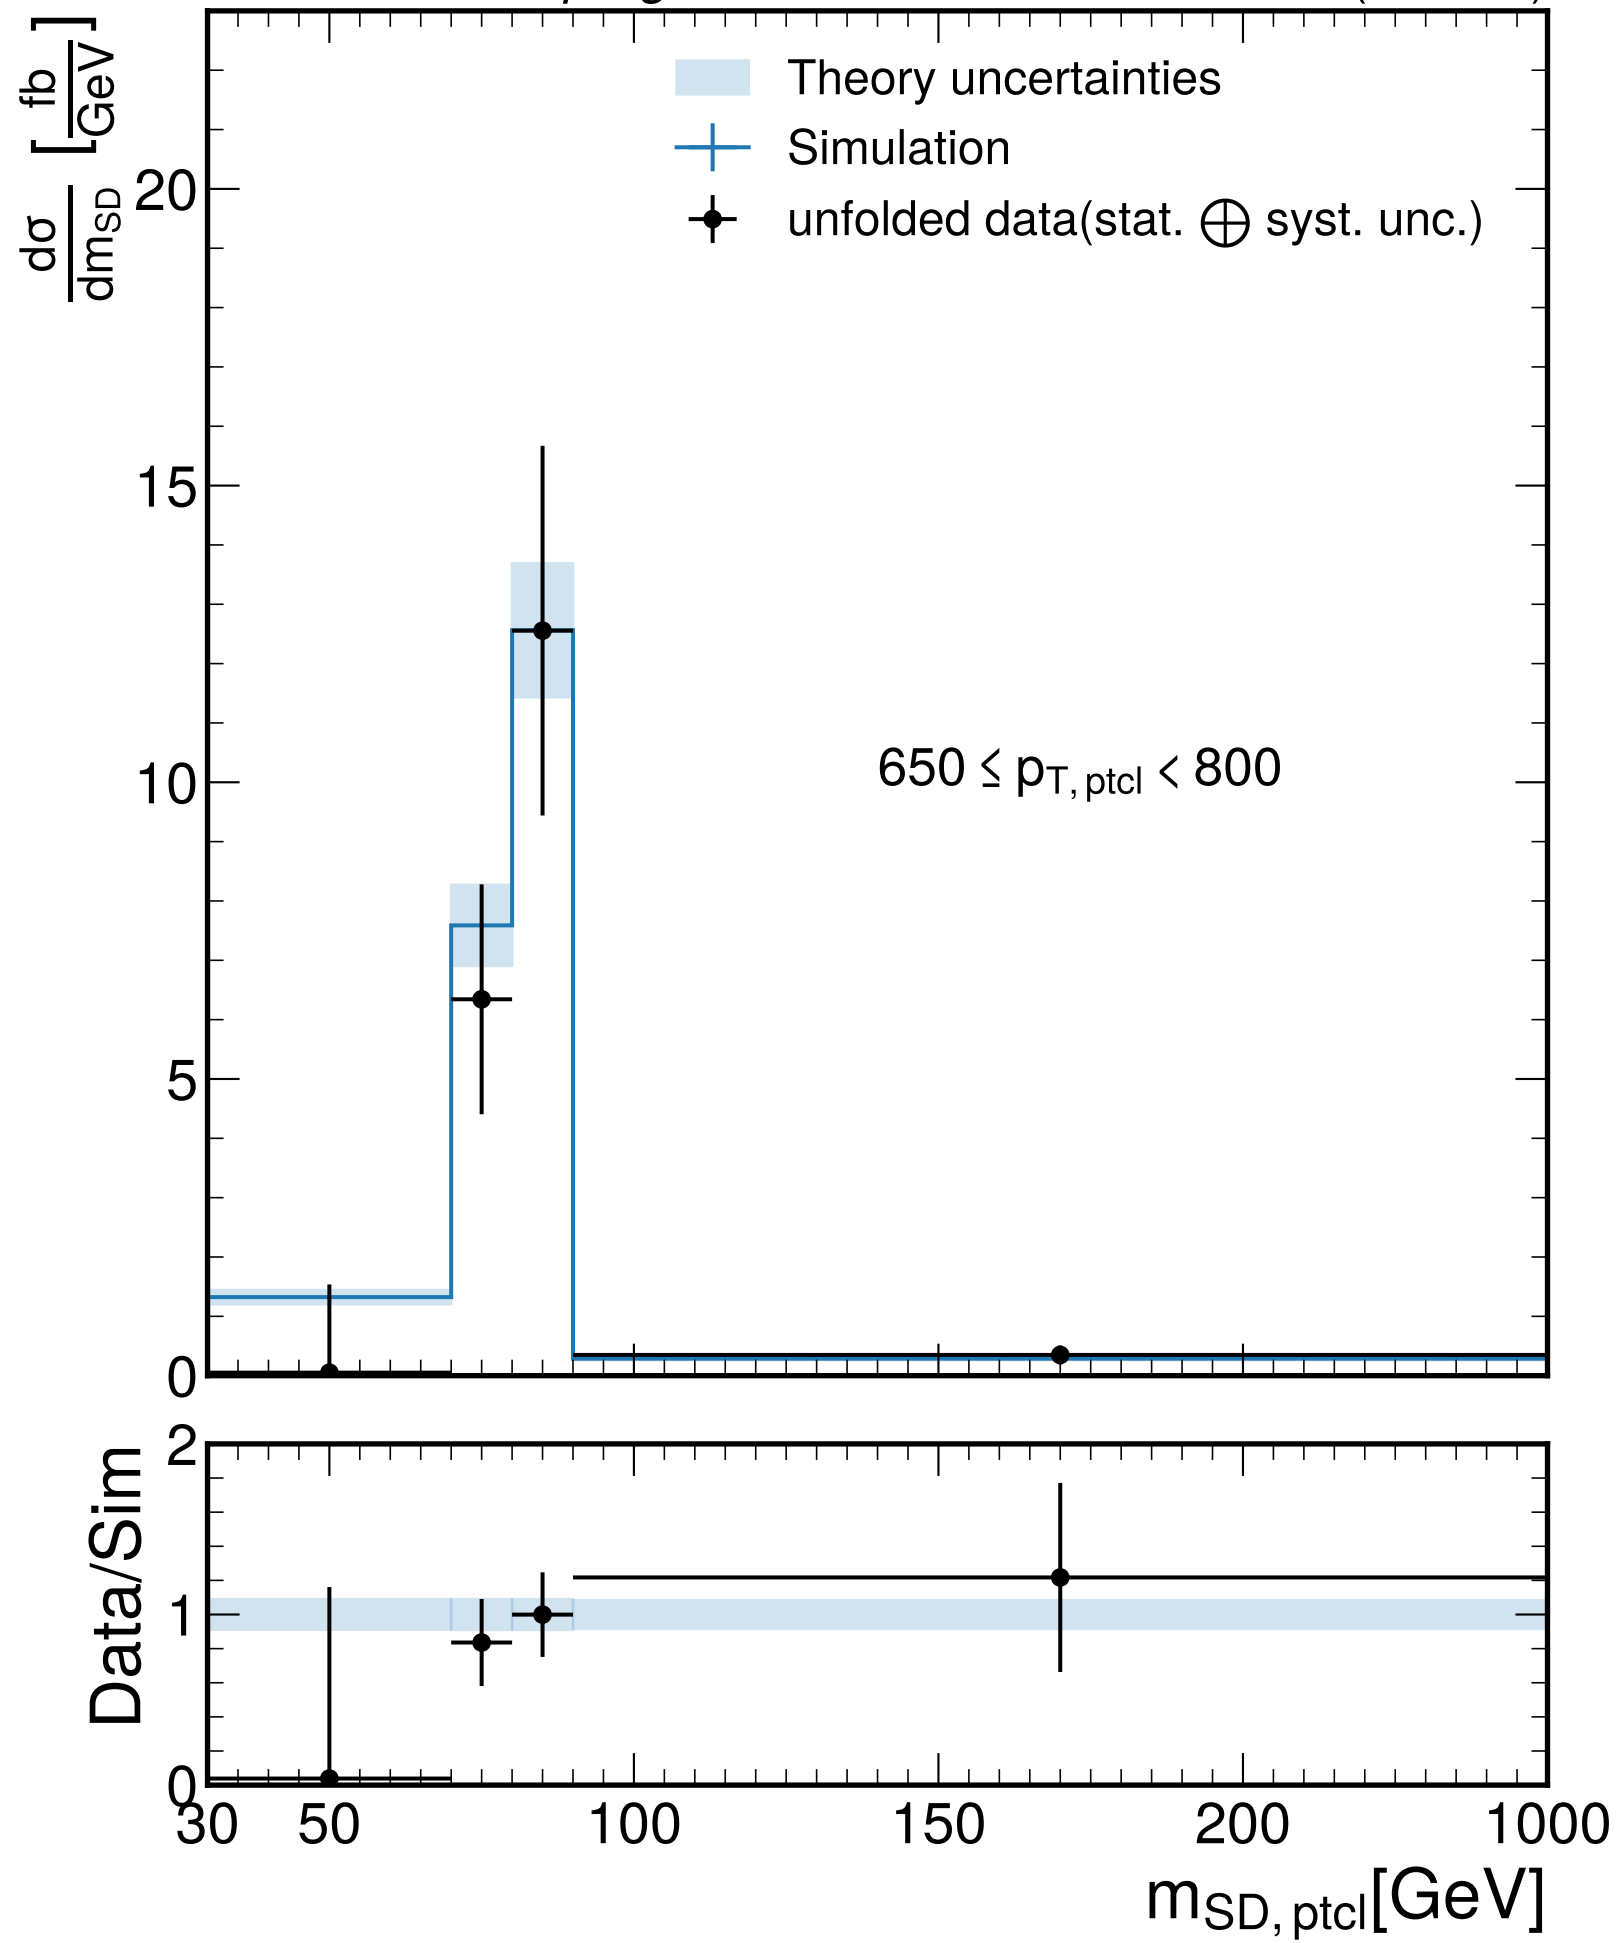 dσ/dm_SD [fb/GeV]
Theory uncertainties
Simulation
unfolded data(stat. ⨁ syst. unc.)
20
15
10
5
0
650 ≤ p_T, ptcl < 800
Data/Sim
2
1
0
30 50 100 150 200 1000
m_SD, ptcl[GeV]